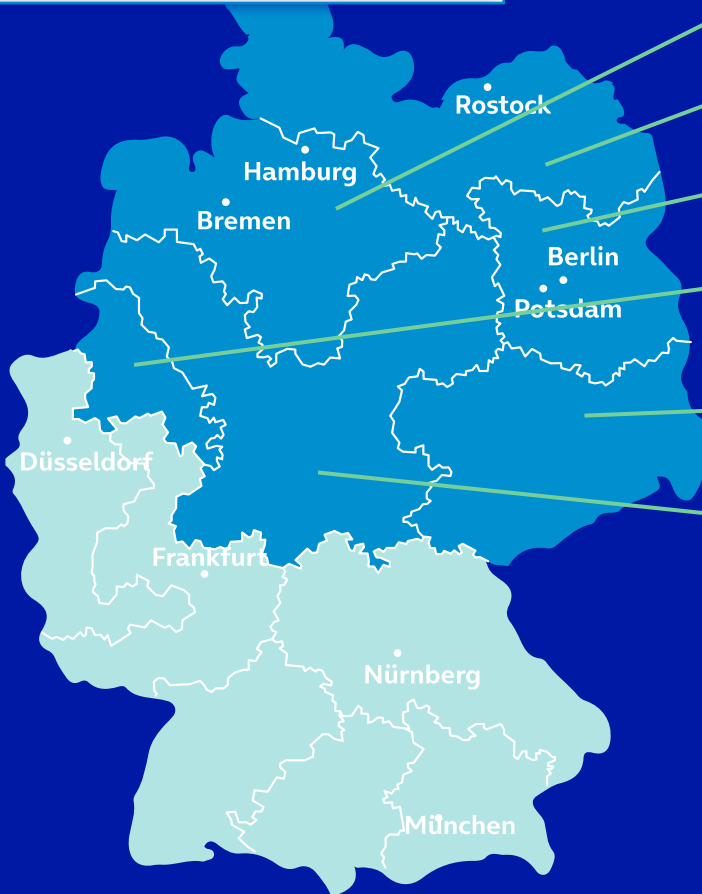 Rostock
Hamburg
Bremen
Berlin
Potsdam
Düsseldorf
Frankfurt
Nürnberg
München